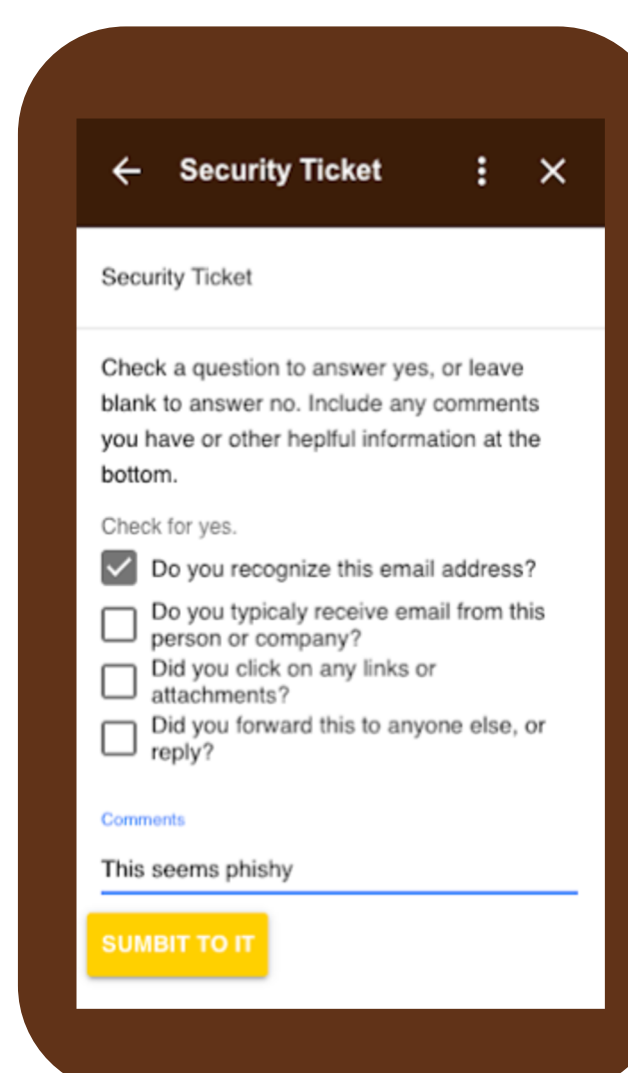 Security Ticket
Security Ticket
Check a question to answer yes, or leave
blank to answer no. Include any comments
you have or other heplful information at the
bottom.
Check for yes.
Do you recognize this email address?
Do you typicaly receive email from this
person or company?
Did you click on any links or
attachments?
Did you forward this to anyone else, or
reply?
Comments
This seems phishy
SUMBIT TO IT